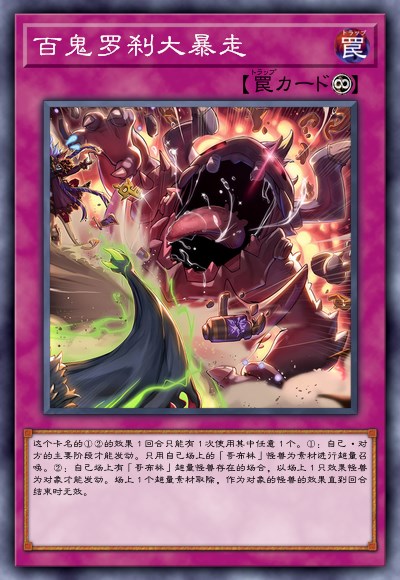 百鬼罗刹大暴走
トラップ
罠
トラップ
【罠カード】
这个卡名的①②的效果1回合只能有1次使用其中任意1个。①：自己·对
方的主要阶段才能发动。只用自己场上的「哥布林」怪兽为素材进行超量召
唤。②：自己场上有「哥布林」超量怪兽存在的场合，以场上1只效果怪兽
为对象才能发动。场上1个超量素材取除，作为对象的怪兽的效果直到回合
结束时无效。